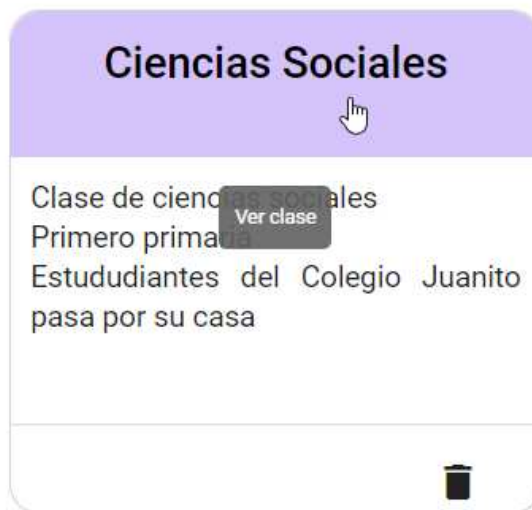 Ciencias Sociales
Clase de ciencias sociales
Ver clase
Primero primaria
Estududiantes del Colegio Juanito
pasa por su casa